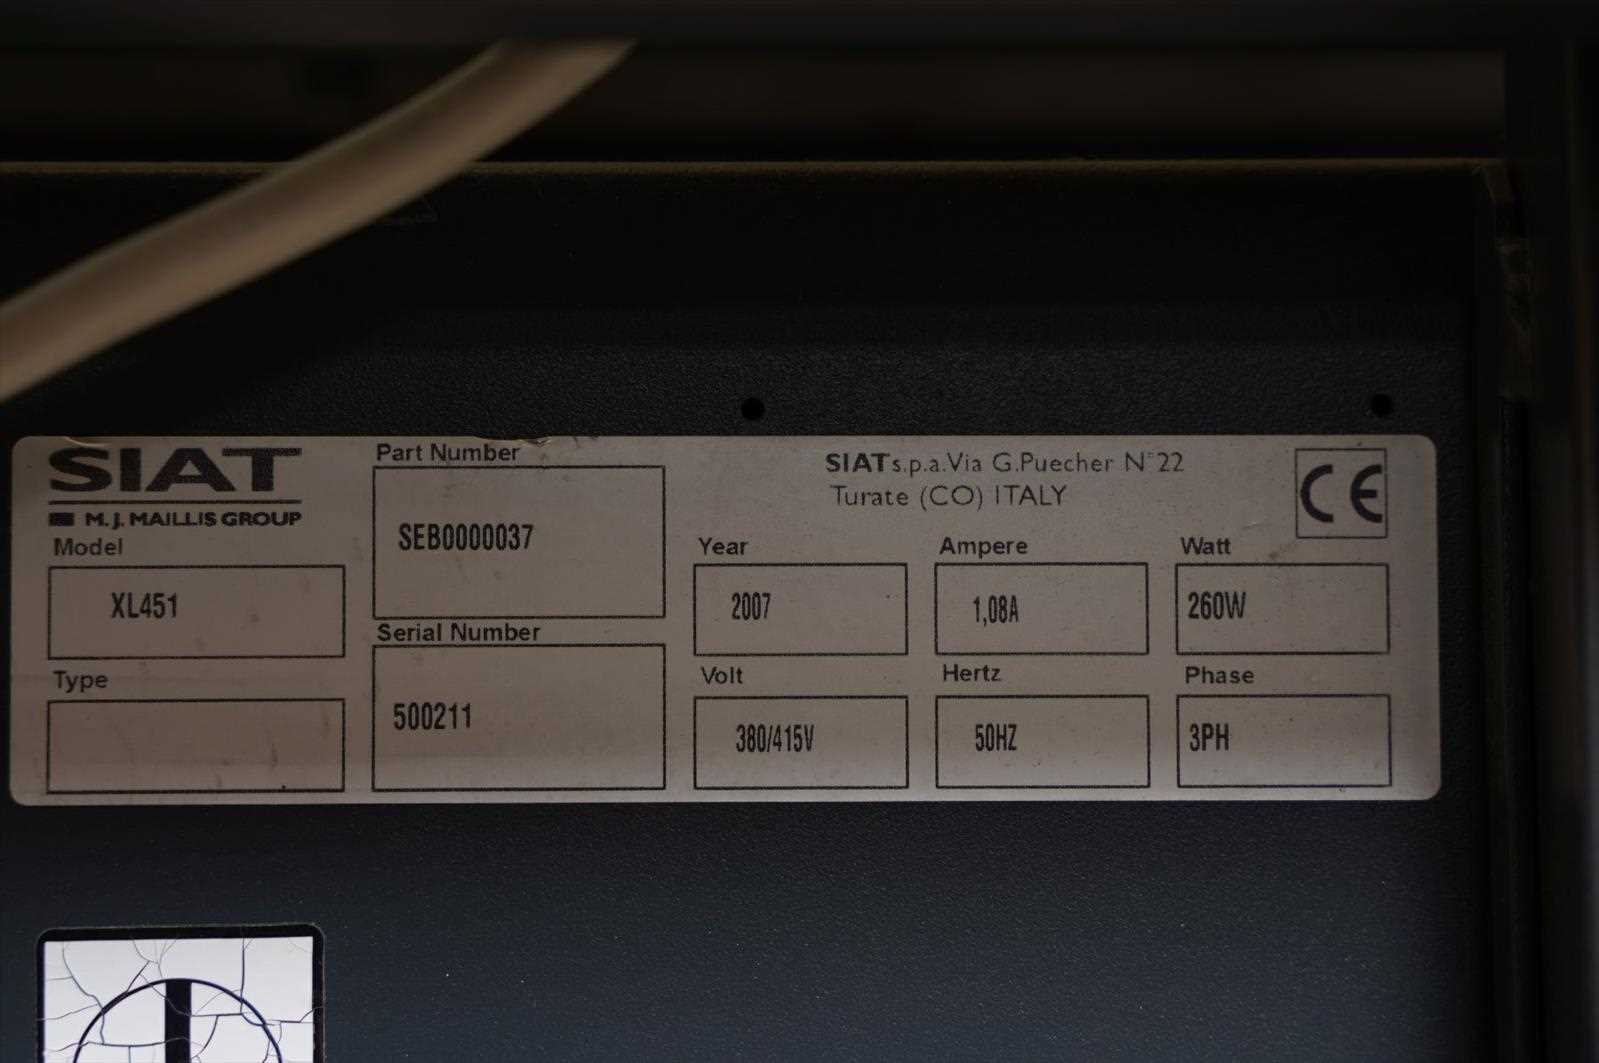 SIAT
M.J. MAILLIS GROUP
Model
XL451
Type
Part Number
SEB0000037
Serial Number
500211
SIAT s.p.a. Via G.Puecher N°22
Turate (CO) ITALY
CE
Year
2007
Ampere
1,08A
Watt
260W
Volt
380/415V
Hertz
50HZ
Phase
3PH